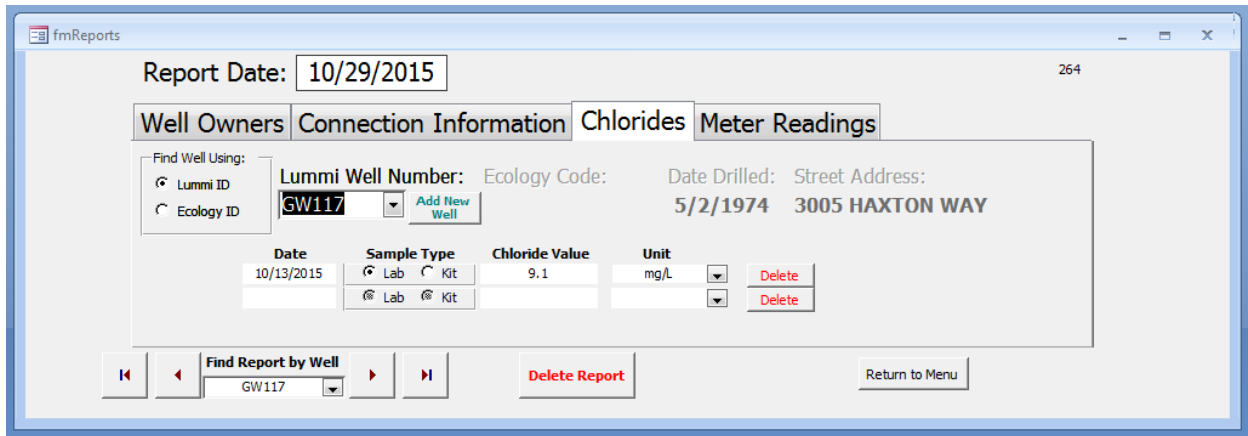 fmReports
Report Date: 10/29/2015
264
Well Owners Connection Information Chlorides Meter Readings
Find Well Using:
Lummi ID
Ecology ID
Lummi Well Number: Ecology Code: Date Drilled: Street Address:
GW117 Add New Well 5/2/1974 3005 HAXTON WAY
Date Sample Type Chloride Value Unit
10/13/2015 Lab Kit 9.1 mg/L Delete
Lab Kit Delete
Find Report by Well
GW117
Delete Report
Return to Menu